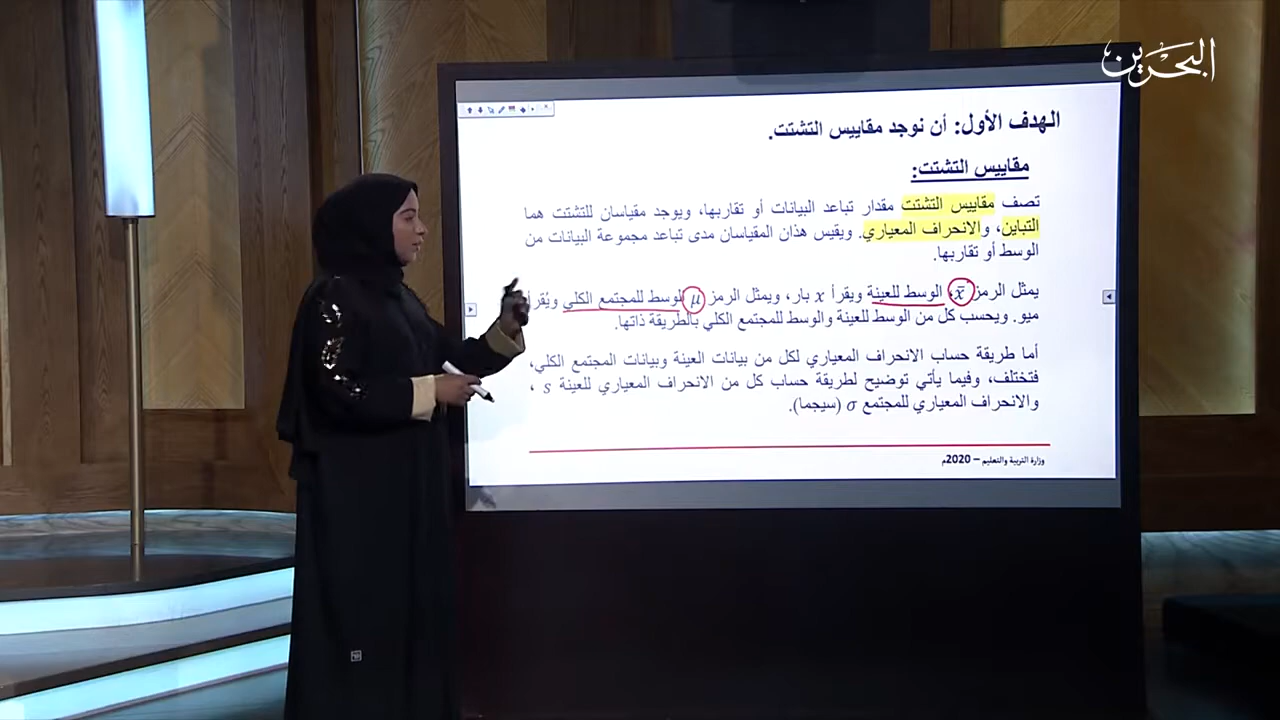 البحرين
الهدف الأول: أن نوجد مقاييس التشتت.
مقاييس التشتت:
تصف مقاييس التشتت مقدار تباعد البيانات أو تقاربها، ويوجد مقياسان للتشتت هما
التباين، والانحراف المعياري. ويقيس هذان المقياسان مدى تباعد مجموعة البيانات من
الوسط أو تقاربها.
يمثل الرمز x̄، الوسط للعينة ويقرأ x بار، ويمثل الرمز μ الوسط للمجتمع الكلي ويُقرأ
ميو. ويحسب كل من الوسط للعينة والوسط للمجتمع الكلي بالطريقة ذاتها.
أما طريقة حساب الانحراف المعياري لكل من بيانات العينة وبيانات المجتمع الكلي،
فتختلف، وفيما يأتي توضيح لطريقة حساب كل من الانحراف المعياري للعينة s ،
والانحراف المعياري للمجتمع σ (سيجما).
وزارة التربية والتعليم – 2020م